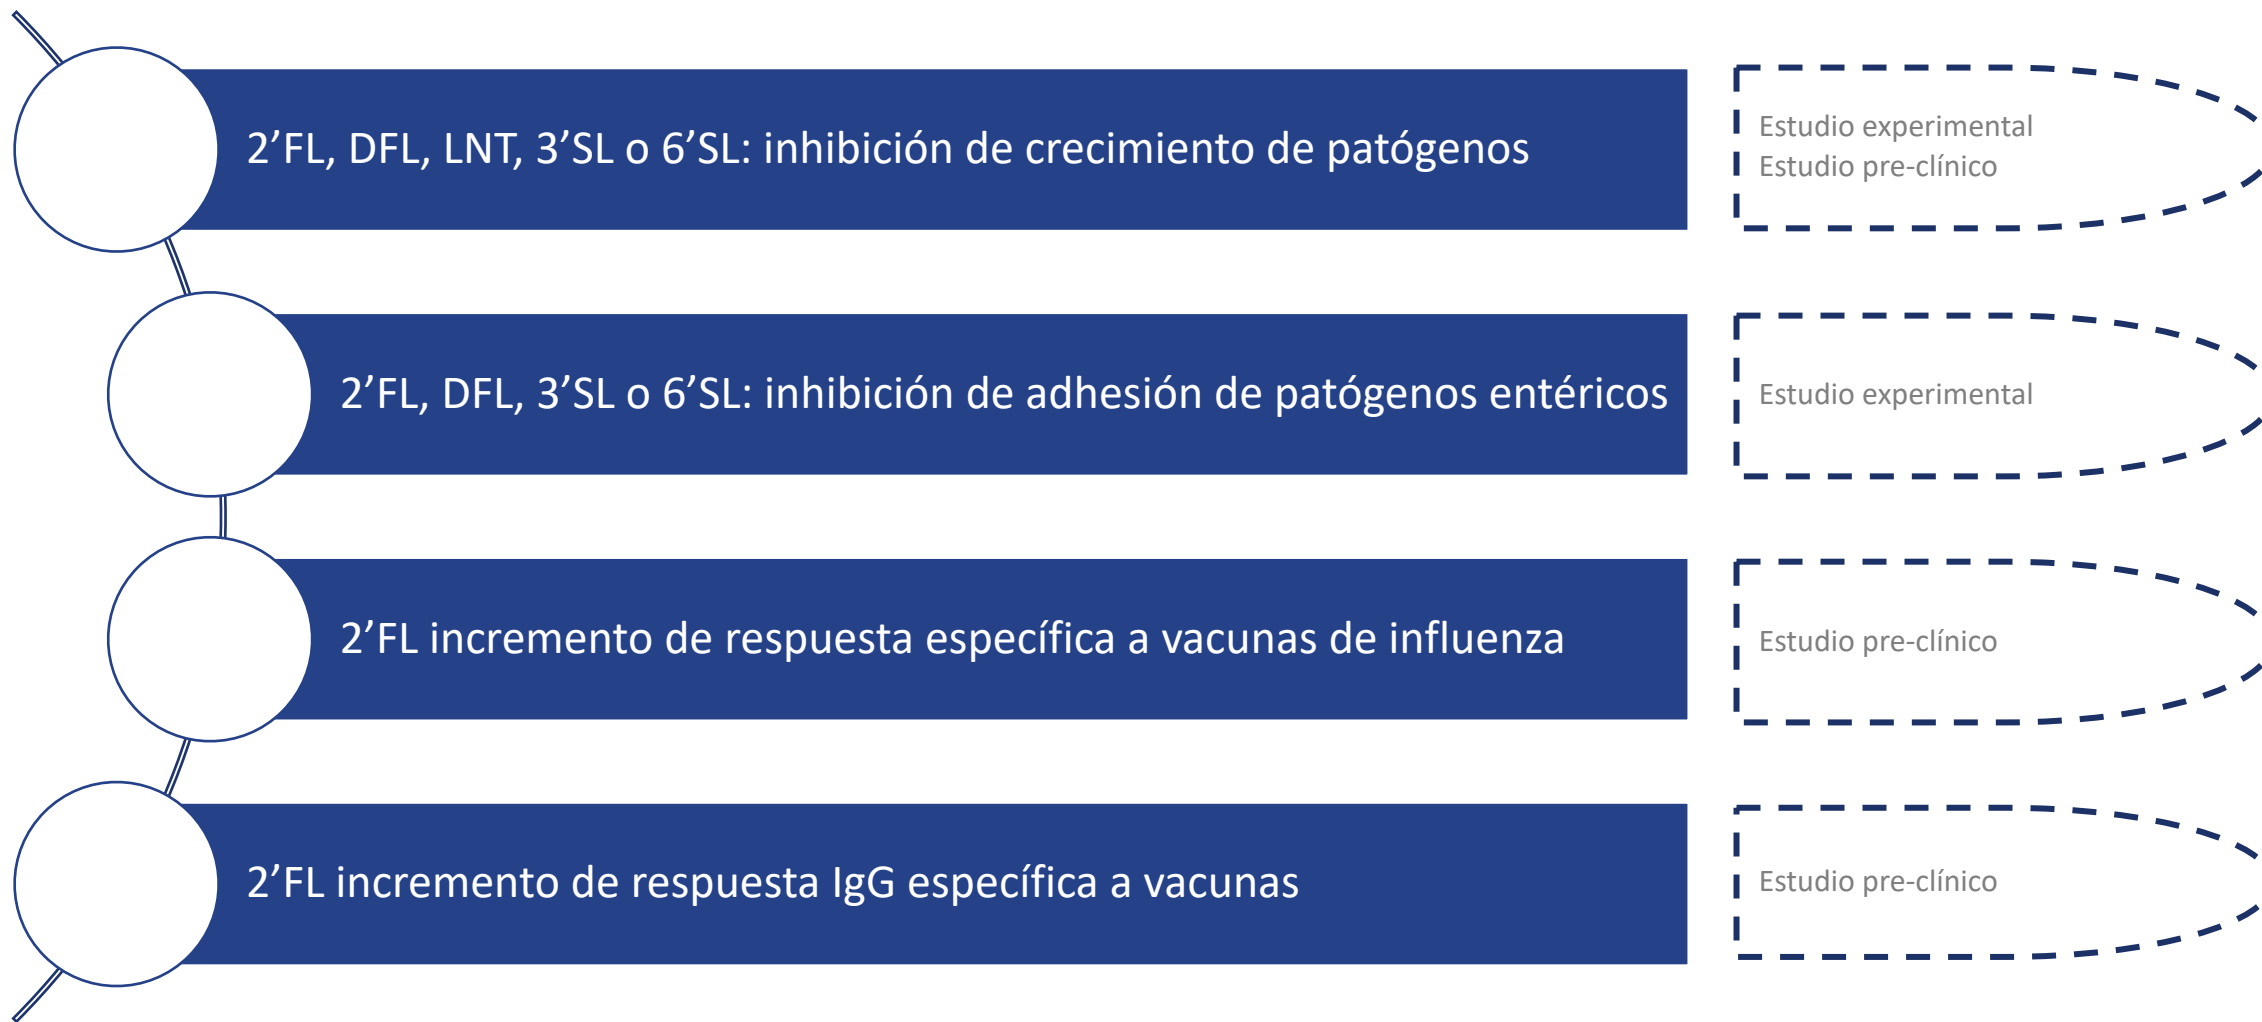 2’FL, DFL, LNT, 3’SL o 6’SL: inhibición de crecimiento de patógenos
Estudio experimental
Estudio pre-clínico
2’FL, DFL, 3’SL o 6’SL: inhibición de adhesión de patógenos entéricos
Estudio experimental
2’FL incremento de respuesta específica a vacunas de influenza
Estudio pre-clínico
2’FL incremento de respuesta IgG específica a vacunas
Estudio pre-clínico